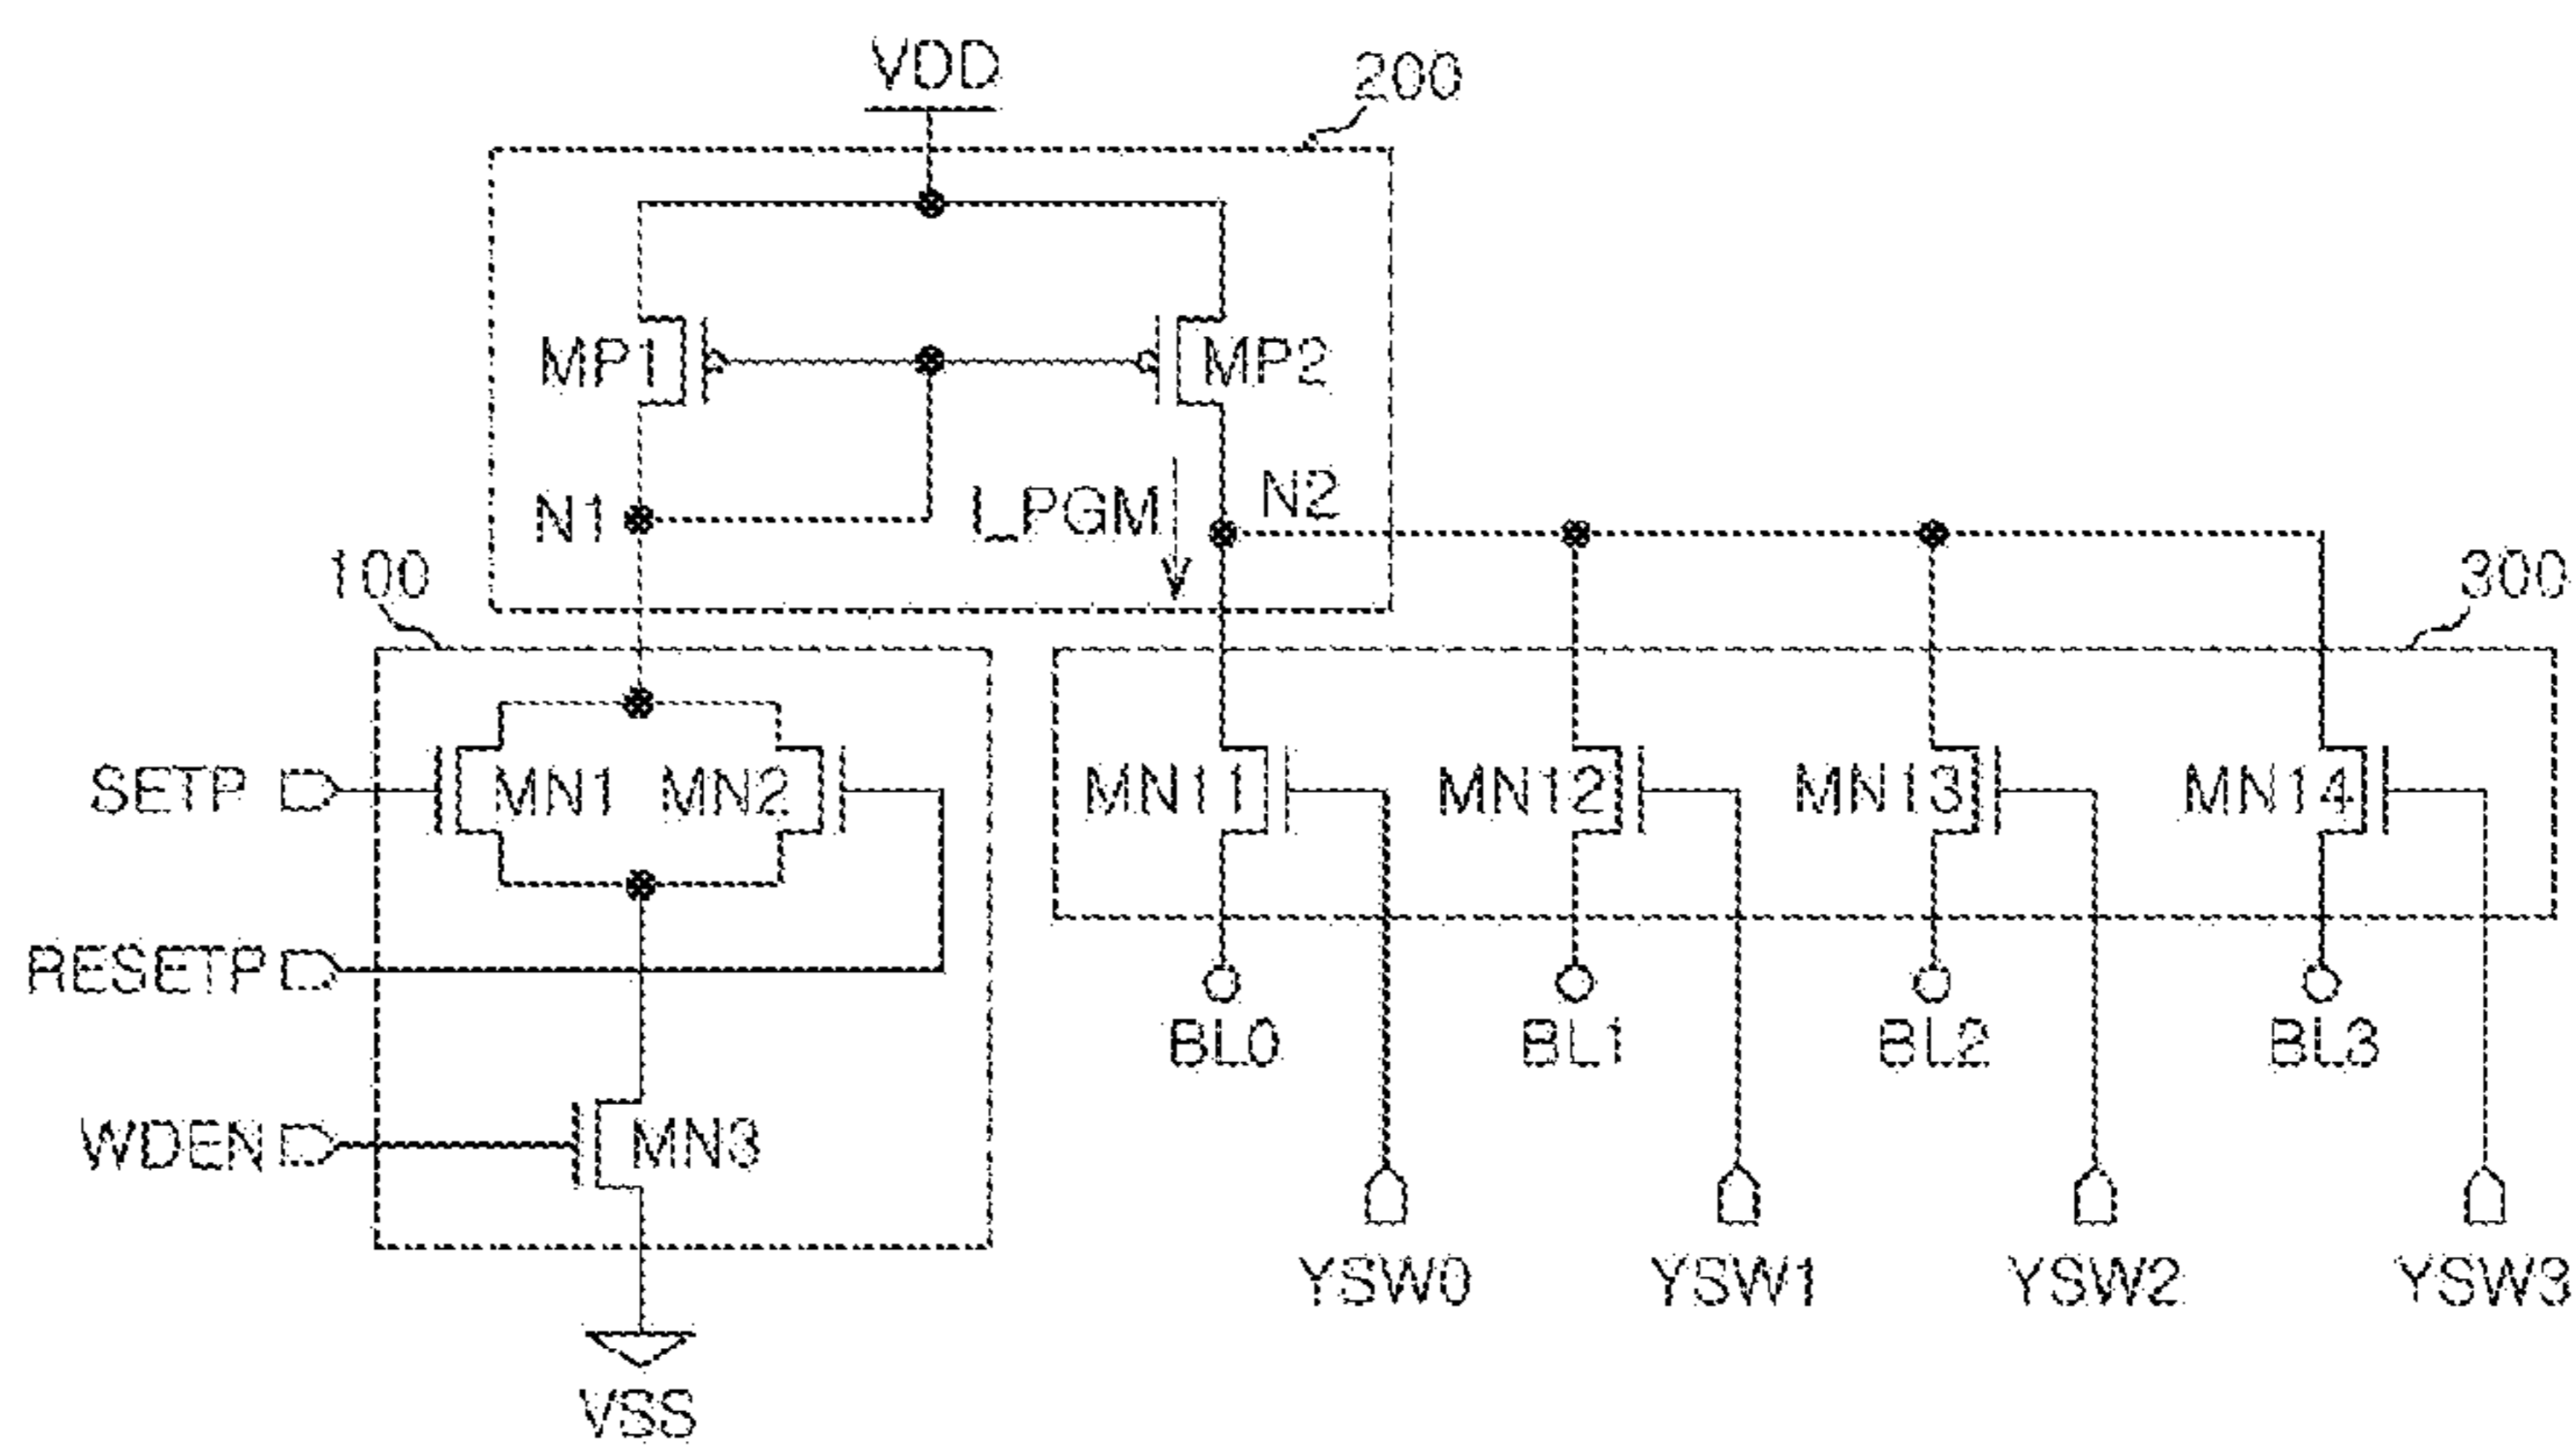 VDD
200
MP1
MP2
N1
I_PGM
N2
100
300
SETP
MN1
MN2
MN11
MN12
MN13
MN14
RESETP
BL0
BL1
BL2
BL3
WDEN
MN3
YSW0
YSW1
YSW2
YSW3
VSS